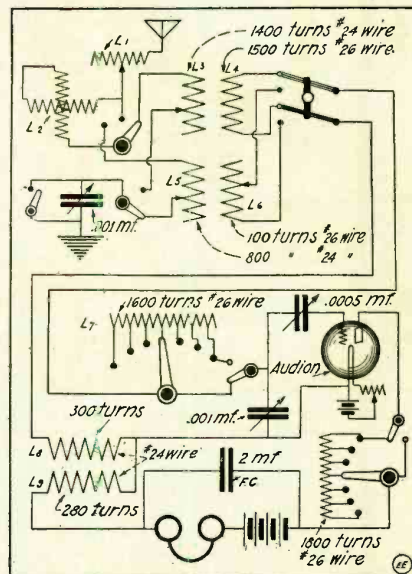 L1
1400 turns #24 wire
1500 turns #26 wire
L3
L4
L2
L5
L6
.001 mf.
100 turns #26 wire
800 " #24 "
1600 turns #26 wire
L7
.0005 mf.
Audion
.001 mf.
300 turns
L8
#24 wire
L9
280 turns
2 mf
F.C.
1800 turns
#26 wire
EE